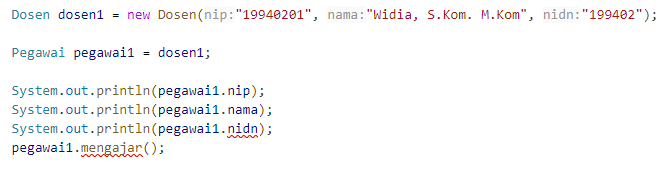 Dosen dosen1 = new Dosen(nip:"19940201", nama:"Widia, S.Kom. M.Kom", nidn:"199402");
Pegawai pegawai1 = dosen1;
System.out.println(pegawai1.nip);
System.out.println(pegawai1.nama);
System.out.println(pegawai1.nidn);
pegawai1.mengajar();